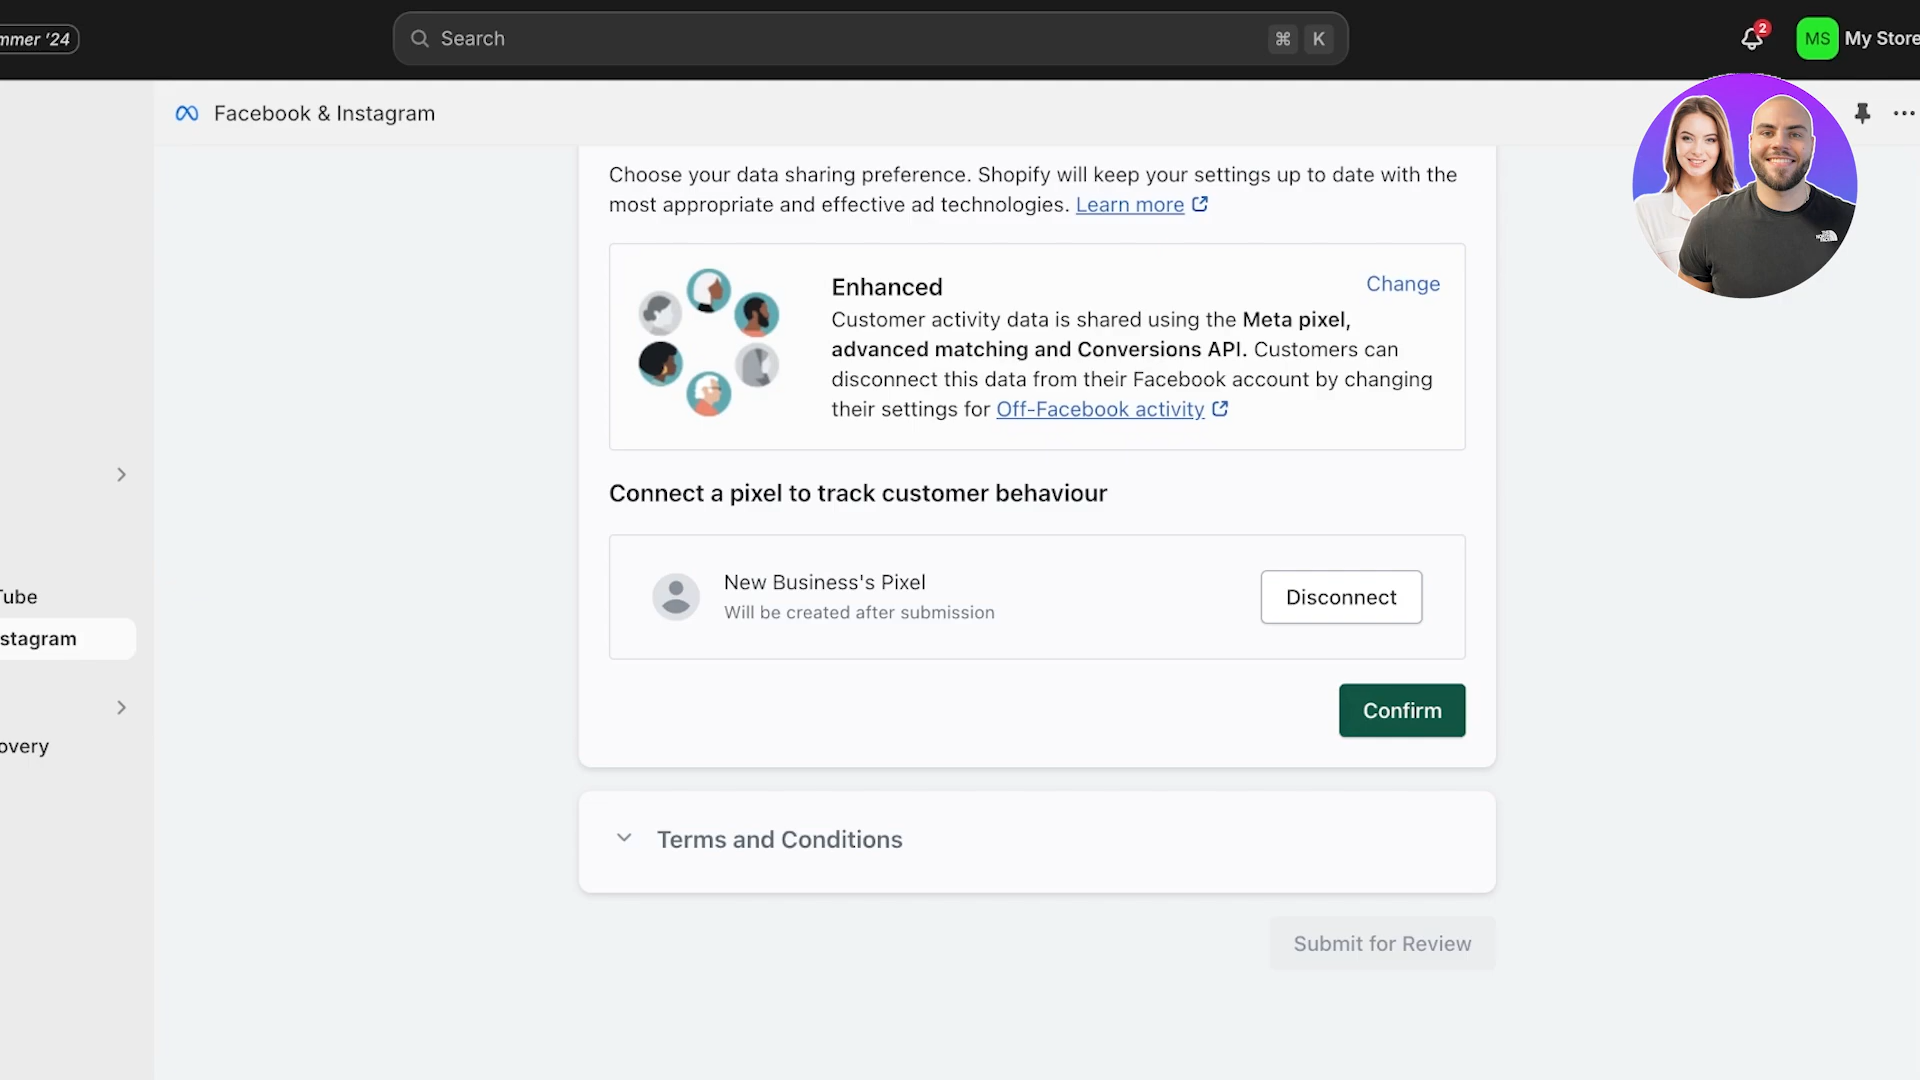 mmer '24
Search
⌘ K
2
MS
My Store
Facebook & Instagram
Choose your data sharing preference. Shopify will keep your settings up to date with the
most appropriate and effective ad technologies. Learn more
Enhanced
Change
Customer activity data is shared using the Meta pixel,
advanced matching and Conversions API. Customers can
disconnect this data from their Facebook account by changing
their settings for Off-Facebook activity
Connect a pixel to track customer behaviour
New Business's Pixel
Will be created after submission
Disconnect
Confirm
Tube
stagram
overy
Terms and Conditions
Submit for Review
THE NORTH FACE